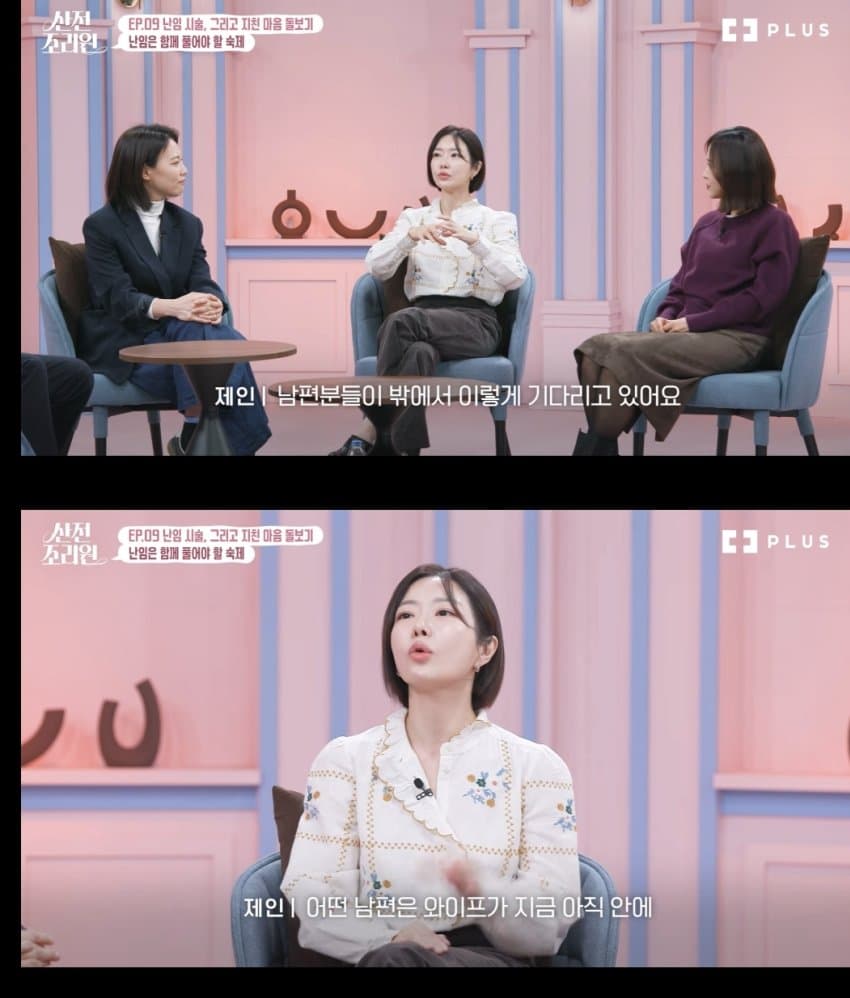 산전
조리원
EP.09 난임 시술, 그리고 지친 마음 돌보기
난임은 함께 풀어야 할 숙제
PLUS
제인 | 남편분들이 밖에서 이렇게 기다리고 있어요
산전
조리원
EP.09 난임 시술, 그리고 지친 마음 돌보기
난임은 함께 풀어야 할 숙제
PLUS
제인 | 어떤 남편은 와이프가 지금 아직 안에